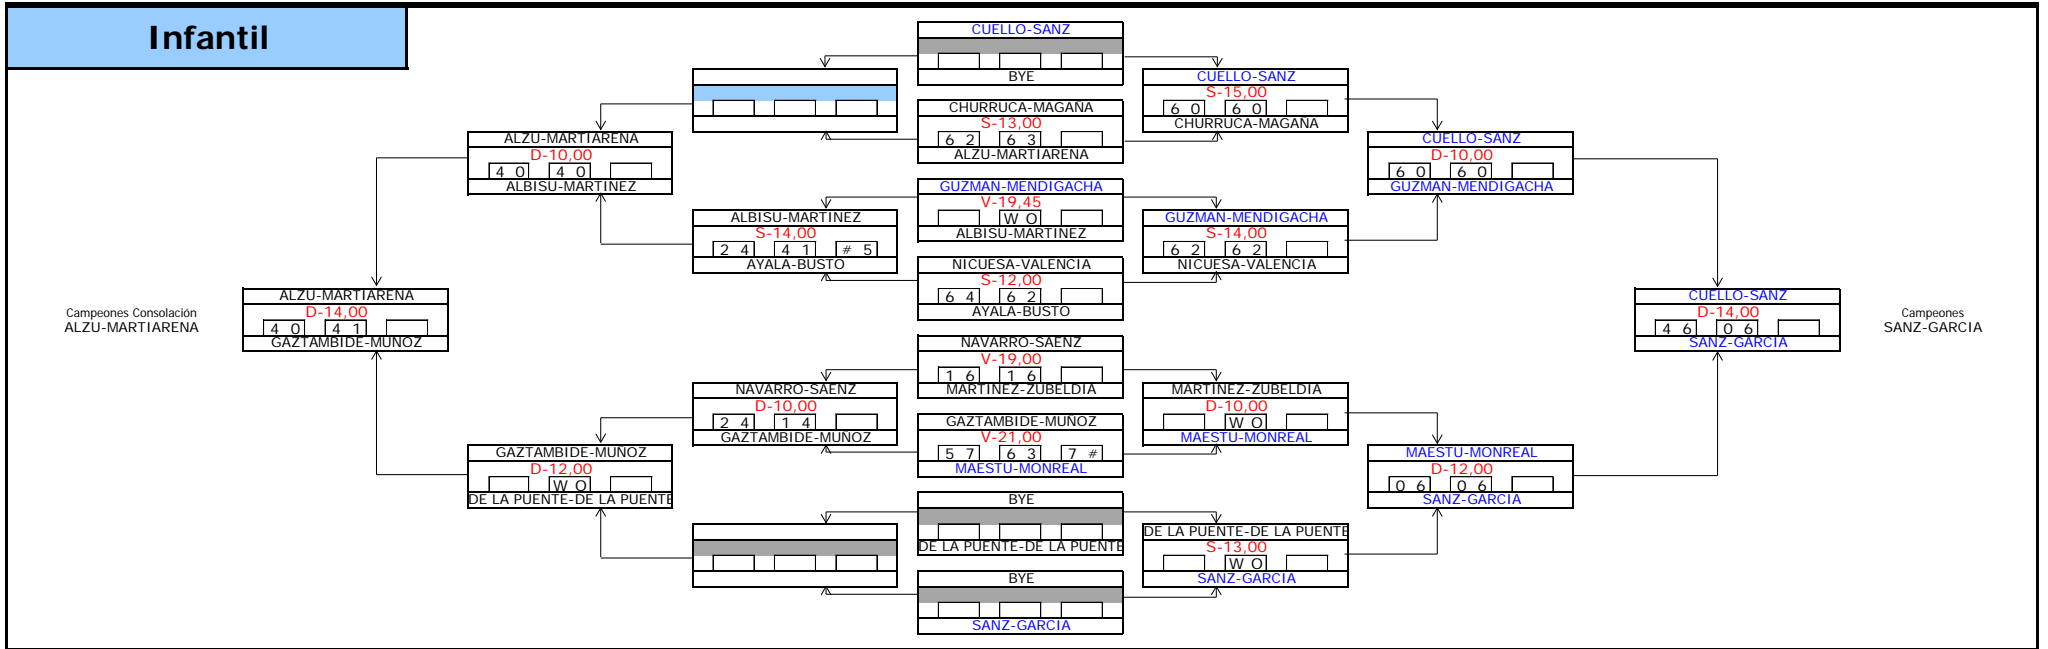 Infantil
CUELLO-SANZ
BYE
CHURRUCA-MAGAÑA
S-13,00
6 2 6 3
ALZU-MARTIARENA
GUZMAN-MENDIGACHA
V-19,45
W O
ALBISU-MARTINEZ
NICUESA-VALENCIA
S-12,00
6 4 6 2
AYALA-BUSTO
NAVARRO-SAENZ
V-19,00
1 6 1 6
MARTINEZ-ZUBELDIA
GAZTAMBIDE-MUÑOZ
V-21,00
5 7 6 3 7 #
MAESTU-MONREAL
BYE
DE LA PUENTE-DE LA PUENTE
BYE
SANZ-GARCIA
ALBISU-MARTINEZ
S-14,00
2 4 4 1 # 5
AYALA-BUSTO
NAVARRO-SAENZ
D-10,00
2 4 1 4
GAZTAMBIDE-MUÑOZ
ALZU-MARTIARENA
D-10,00
4 0 4 0
ALBISU-MARTINEZ
GAZTAMBIDE-MUÑOZ
D-12,00
W O
DE LA PUENTE-DE LA PUENTE
ALZU-MARTIARENA
D-14,00
4 0 4 1
GAZTAMBIDE-MUÑOZ
Campeones Consolación
ALZU-MARTIARENA
CUELLO-SANZ
S-15,00
6 0 6 0
CHURRUCA-MAGAÑA
GUZMAN-MENDIGACHA
S-14,00
6 2 6 2
NICUESA-VALENCIA
MARTINEZ-ZUBELDIA
D-10,00
W O
MAESTU-MONREAL
DE LA PUENTE-DE LA PUENTE
S-13,00
W O
SANZ-GARCIA
CUELLO-SANZ
D-10,00
6 0 6 0
GUZMAN-MENDIGACHA
MAESTU-MONREAL
D-12,00
0 6 0 6
SANZ-GARCIA
CUELLO-SANZ
D-14,00
4 6 0 6
SANZ-GARCIA
Campeones
SANZ-GARCIA